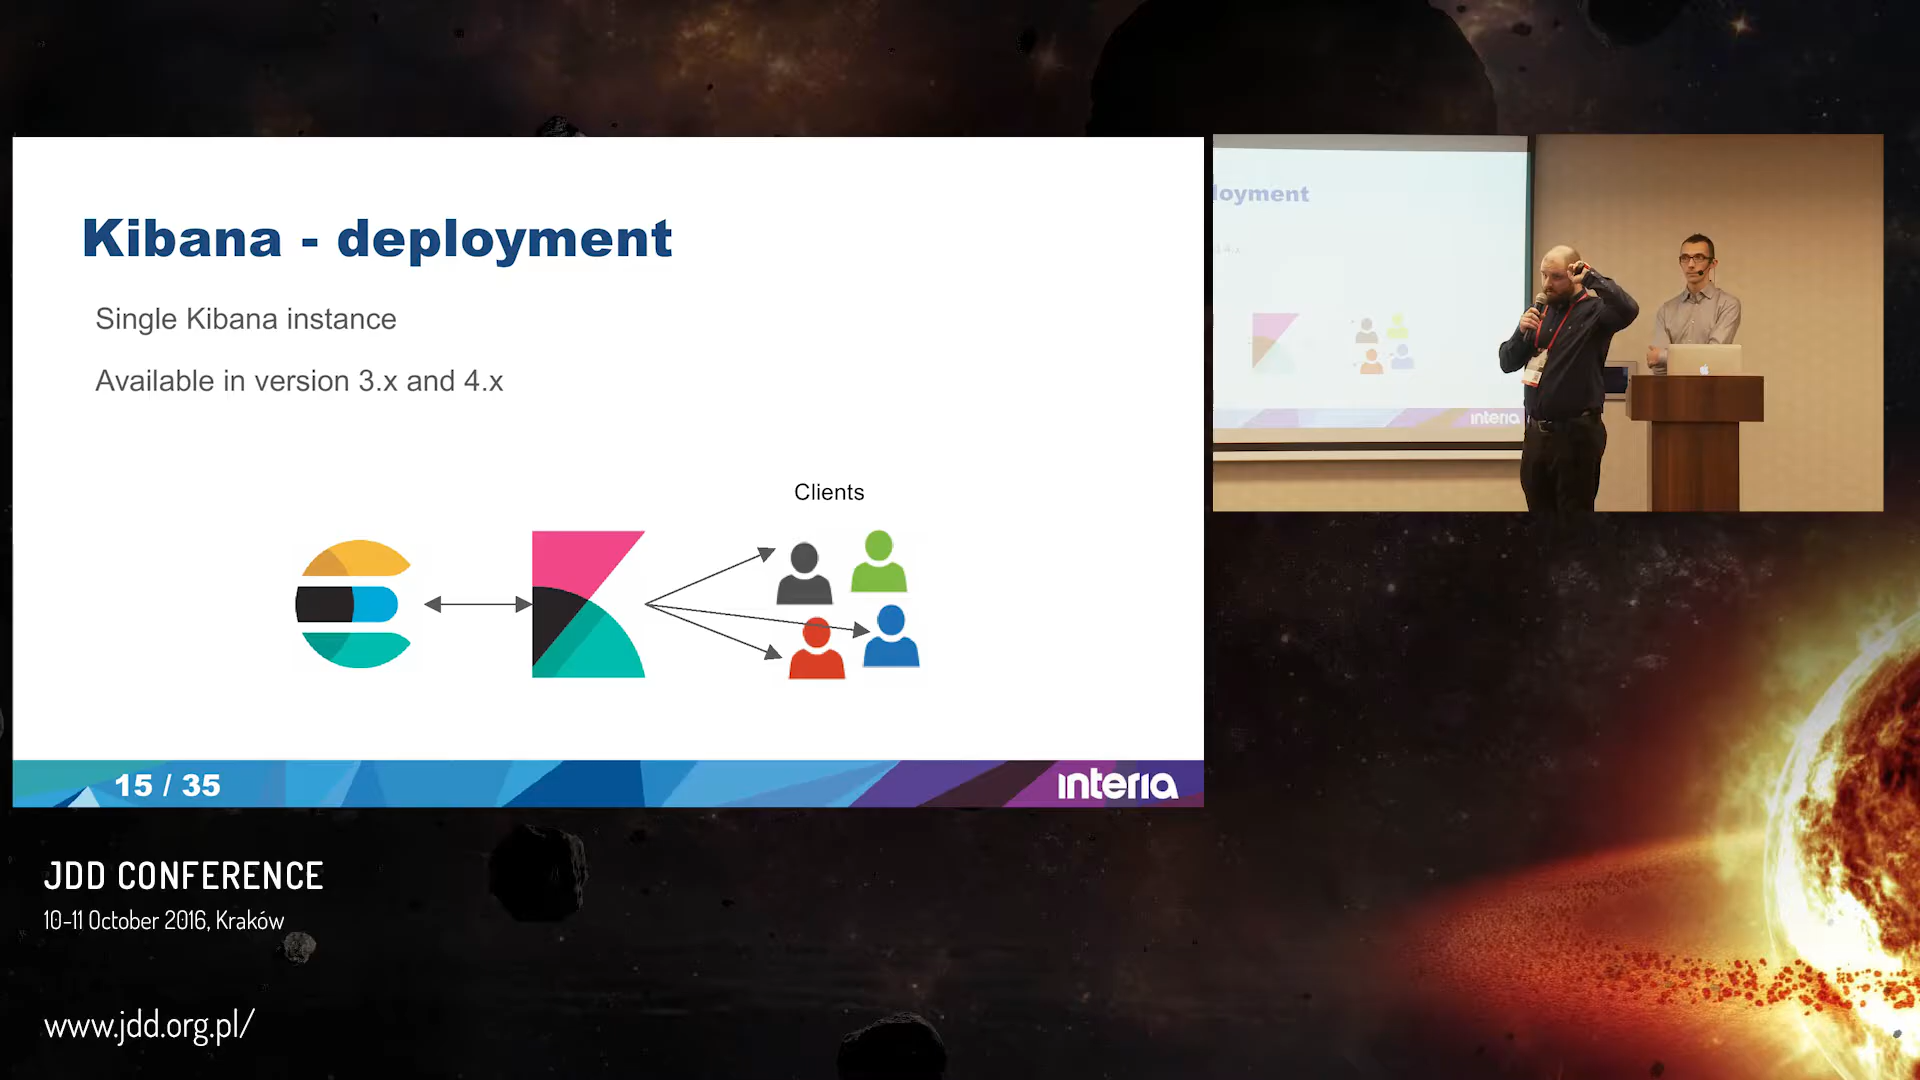 Kibana - deployment
Single Kibana instance
Available in version 3.x and 4.x
Clients
15 / 35
interia
loyment
d 4.x
interia
JDD CONFERENCE
10-11 October 2016, Kraków
www.jdd.org.pl/